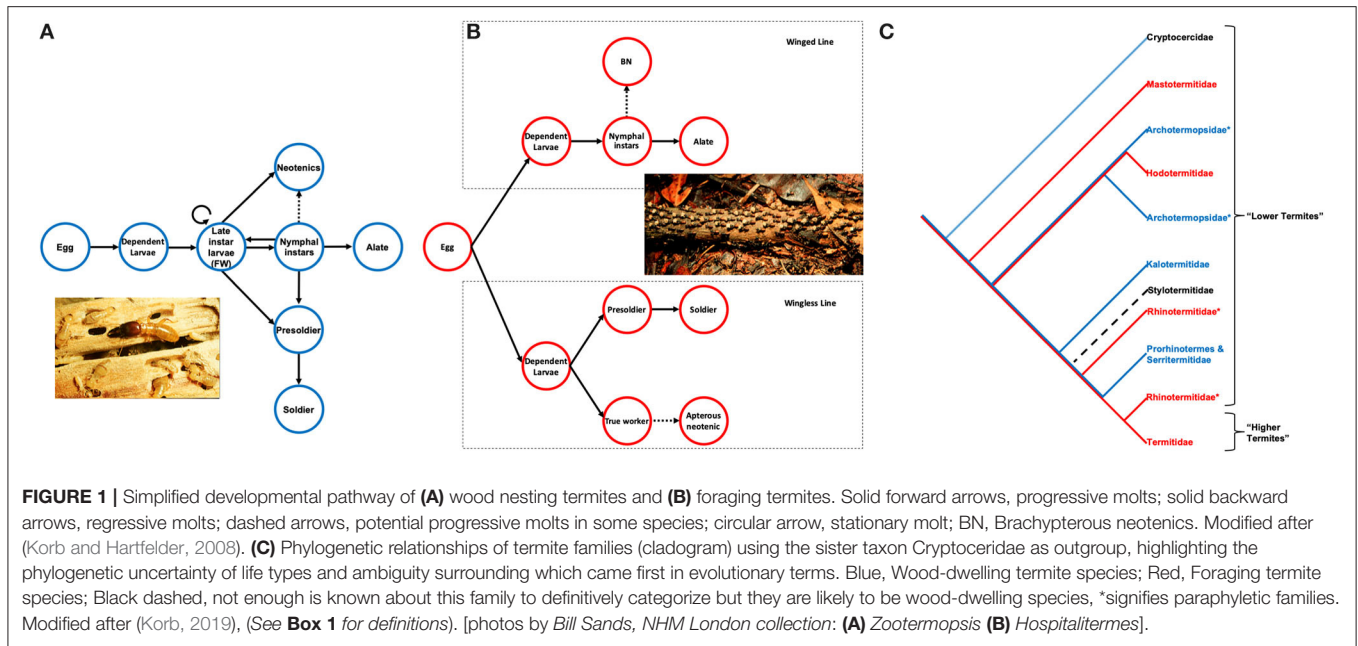 A
Egg
Dependent
Larvae
Late
instar
larvae
(FW)
Neotenics
Nymphal
instars
Alate
Presoldier
Soldier
B
Winged Line
BN
Dependent
Larvae
Nymphal
instars
Alate
Egg
Wingless Line
Presoldier
Soldier
Dependent
Larvae
True worker
Apterous
neotenic
C
Cryptocercidae
Mastotermitidae
Archotermopsidae*
Hodotermitidae
Archotermopsidae*
Kalotermitidae
Stylotermitidae
Rhinotermitidae*
Prorhinotermes &
Serritermitidae
Rhinotermitidae*
Termitidae
"Lower Termites"
"Higher
Termites"
FIGURE 1 | Simplified developmental pathway of (A) wood nesting termites and (B) foraging termites. Solid forward arrows, progressive molts; solid backward
arrows, regressive molts; dashed arrows, potential progressive molts in some species; circular arrow, stationary molt; BN, Brachypterous neotenics. Modified after
(Korb and Hartfelder, 2008). (C) Phylogenetic relationships of termite families (cladogram) using the sister taxon Cryptoceridae as outgroup, highlighting the
phylogenetic uncertainty of life types and ambiguity surrounding which came first in evolutionary terms. Blue, Wood-dwelling termite species; Red, Foraging termite
species; Black dashed, not enough is known about this family to definitively categorize but they are likely to be wood-dwelling species, *signifies paraphyletic families.
Modified after (Korb, 2019), (See Box 1 for definitions). [photos by Bill Sands, NHM London collection: (A) Zootermopsis (B) Hospitalitermes].